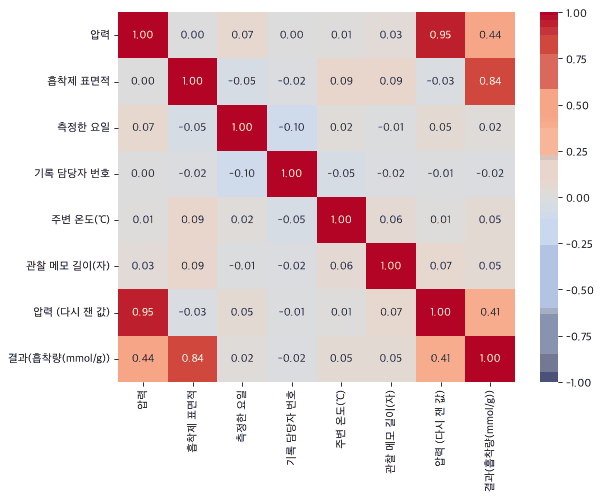 압력 1.00 0.00 0.07 0.00 0.01 0.03 0.95 0.44
흡착제 표면적 0.00 1.00 -0.05 -0.02 0.09 0.09 -0.03 0.84
측정한 요일 0.07 -0.05 1.00 -0.10 0.02 -0.01 0.05 0.02
기록 담당자 번호 0.00 -0.02 -0.10 1.00 -0.05 -0.02 -0.01 -0.02
주변 온도(℃) 0.01 0.09 0.02 -0.05 1.00 0.06 0.01 0.05
관찰 메모 길이(자) 0.03 0.09 -0.01 -0.02 0.06 1.00 0.07 0.05
압력 (다시 잰 값) 0.95 -0.03 0.05 -0.01 0.01 0.07 1.00 0.41
결과(흡착량(mmol/g)) 0.44 0.84 0.02 -0.02 0.05 0.05 0.41 1.00
압력
흡착제 표면적
측정한 요일
기록 담당자 번호
주변 온도(℃)
관찰 메모 길이(자)
압력 (다시 잰 값)
결과(흡착량(mmol/g))
1.00
0.75
0.50
0.25
0.00
-0.25
-0.50
-0.75
-1.00